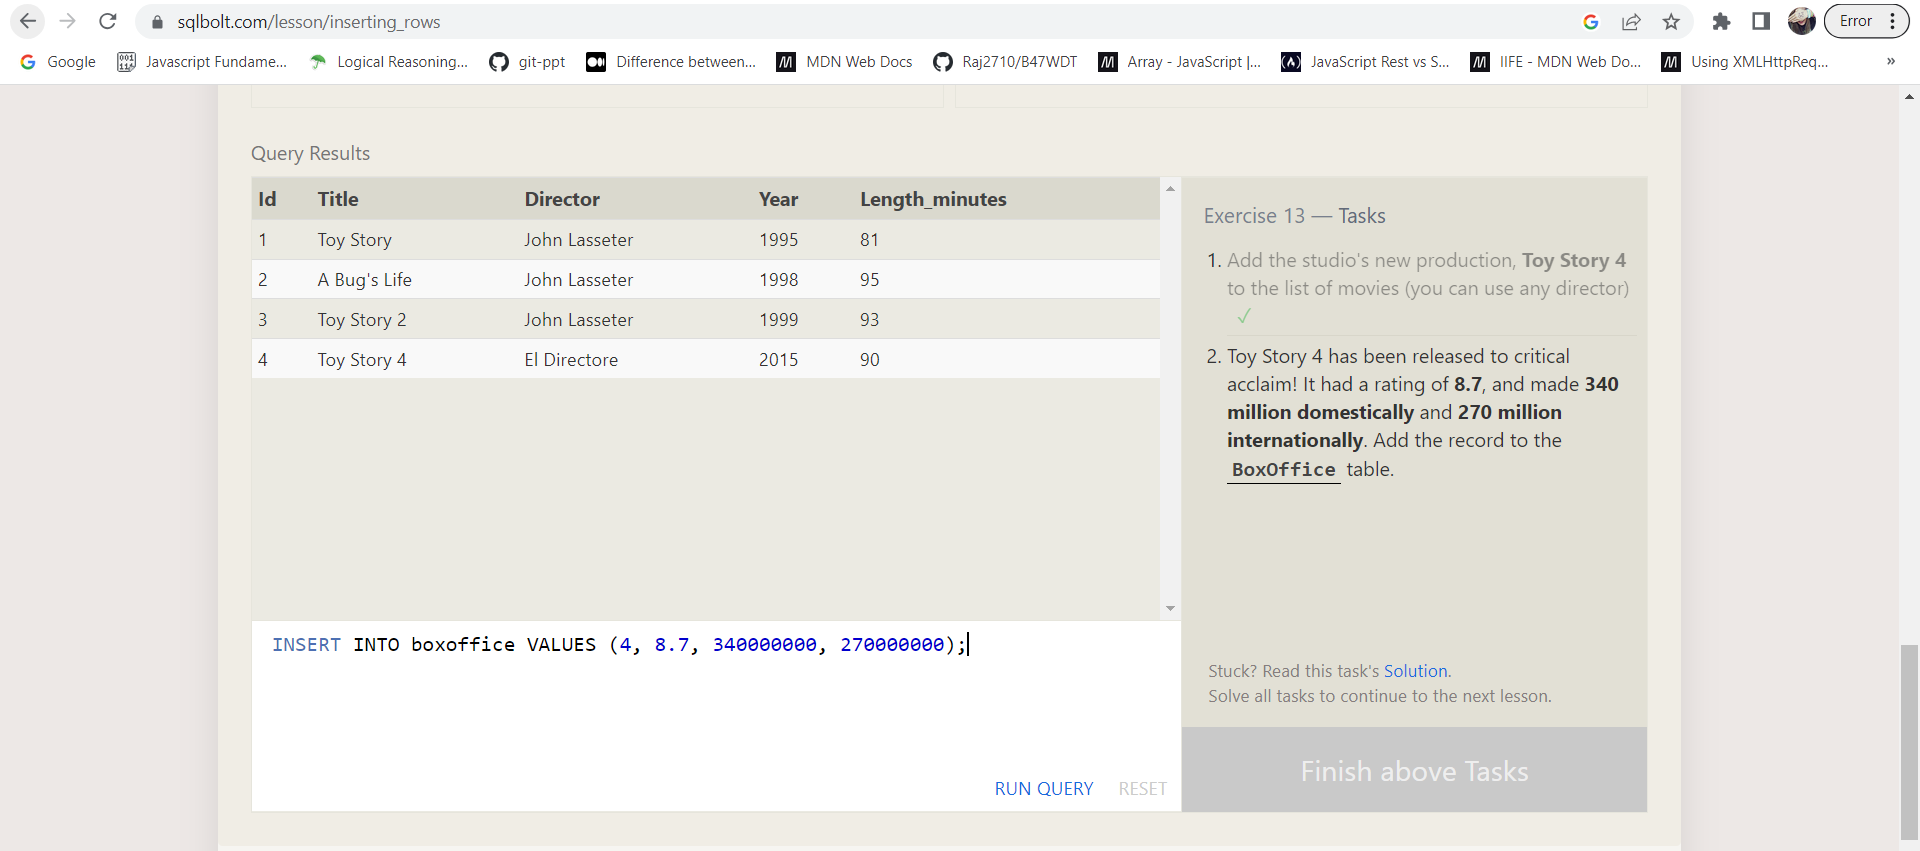 sqlbolt.com/lesson/inserting_rows
Error
Google
Javascript Fundame...
Logical Reasoning...
git-ppt
Difference between...
MDN Web Docs
Raj2710/B47WDT
Array - JavaScript |...
JavaScript Rest vs S...
IIFE - MDN Web Do...
Using XMLHttpReq...
»
Query Results
Id Title Director Year Length_minutes
1 Toy Story John Lasseter 1995 81
2 A Bug's Life John Lasseter 1998 95
3 Toy Story 2 John Lasseter 1999 93
4 Toy Story 4 El Directore 2015 90
INSERT INTO boxoffice VALUES (4, 8.7, 340000000, 270000000);
RUN QUERY RESET
Exercise 13 — Tasks
1. Add the studio's new production, Toy Story 4
to the list of movies (you can use any director)
✓
2. Toy Story 4 has been released to critical
acclaim! It had a rating of 8.7, and made 340
million domestically and 270 million
internationally. Add the record to the
BoxOffice table.
Stuck? Read this task's Solution.
Solve all tasks to continue to the next lesson.
Finish above Tasks